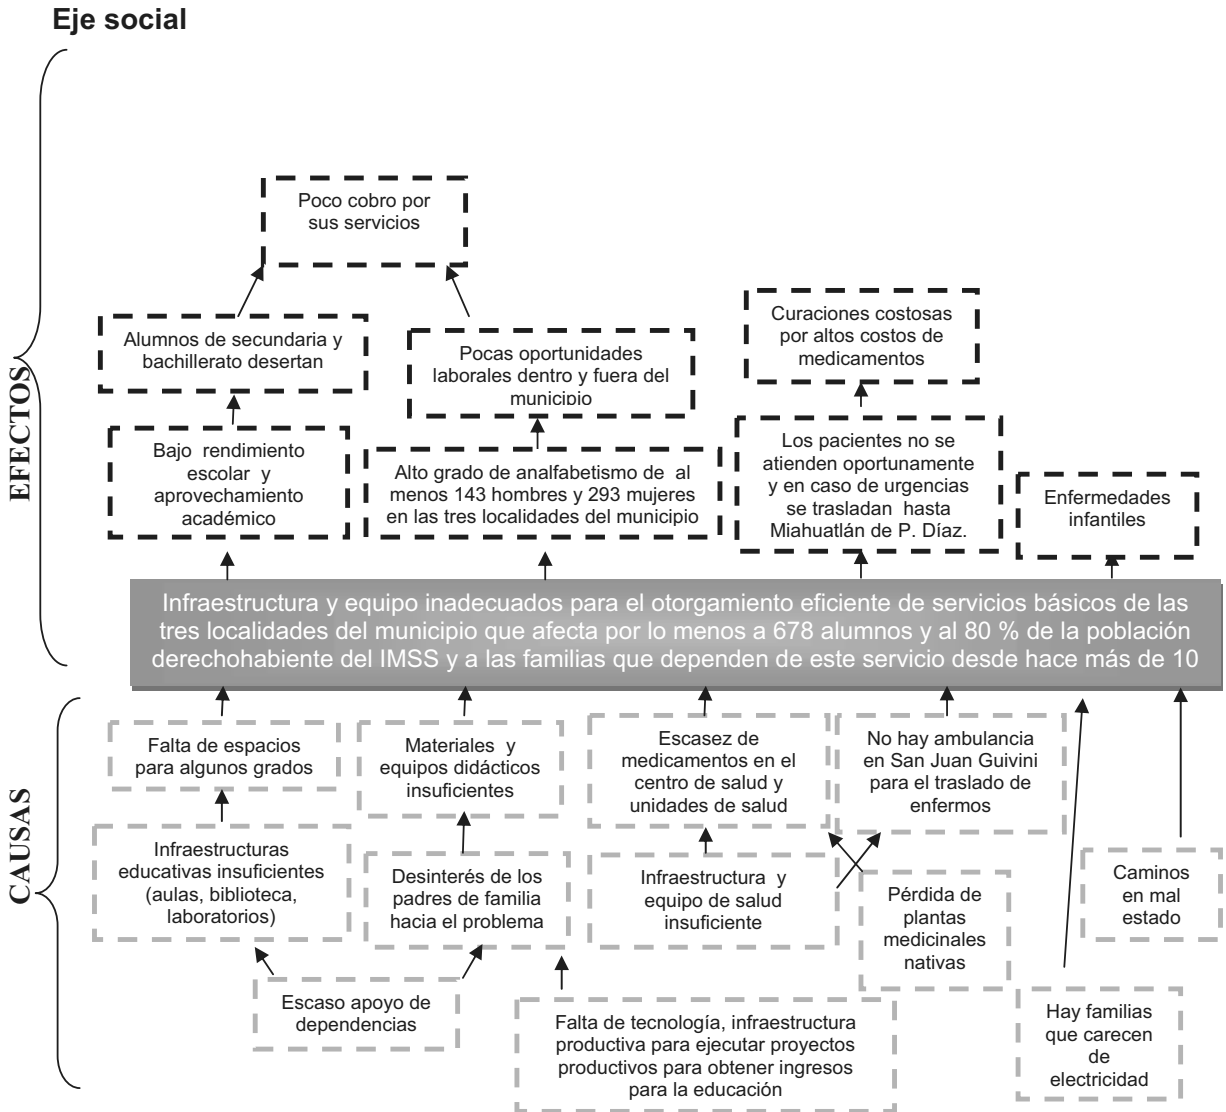 Eje social
EFECTOS
Poco cobro por
sus servicios
Alumnos de secundaria y
bachillerato desertan
Pocas oportunidades
laborales dentro y fuera del
municipio
Curaciones costosas
por altos costos de
medicamentos
Bajo rendimiento
escolar y
aprovechamiento
académico
Alto grado de analfabetismo de al
menos 143 hombres y 293 mujeres
en las tres localidades del municipio
Los pacientes no se
atienden oportunamente
y en caso de urgencias
se trasladan hasta
Miahuatlán de P. Díaz.
Enfermedades
infantiles
Infraestructura y equipo inadecuados para el otorgamiento eficiente de servicios básicos de las
tres localidades del municipio que afecta por lo menos a 678 alumnos y al 80 % de la población
derechohabiente del IMSS y a las familias que dependen de este servicio desde hace más de 10
CAUSAS
Falta de espacios
para algunos grados
Materiales y
equipos didácticos
insuficientes
Escasez de
medicamentos en el
centro de salud y
unidades de salud
No hay ambulancia
en San Juan Guivini
para el traslado de
enfermos
Infraestructuras
educativas insuficientes
(aulas, biblioteca,
laboratorios)
Desinterés de los
padres de familia
hacia el problema
Infraestructura y
equipo de salud
insuficiente
Pérdida de
plantas
medicinales
nativas
Caminos
en mal
estado
Escaso apoyo de
dependencias
Falta de tecnología, infraestructura
productiva para ejecutar proyectos
productivos para obtener ingresos
para la educación
Hay familias
que carecen
de
electricidad